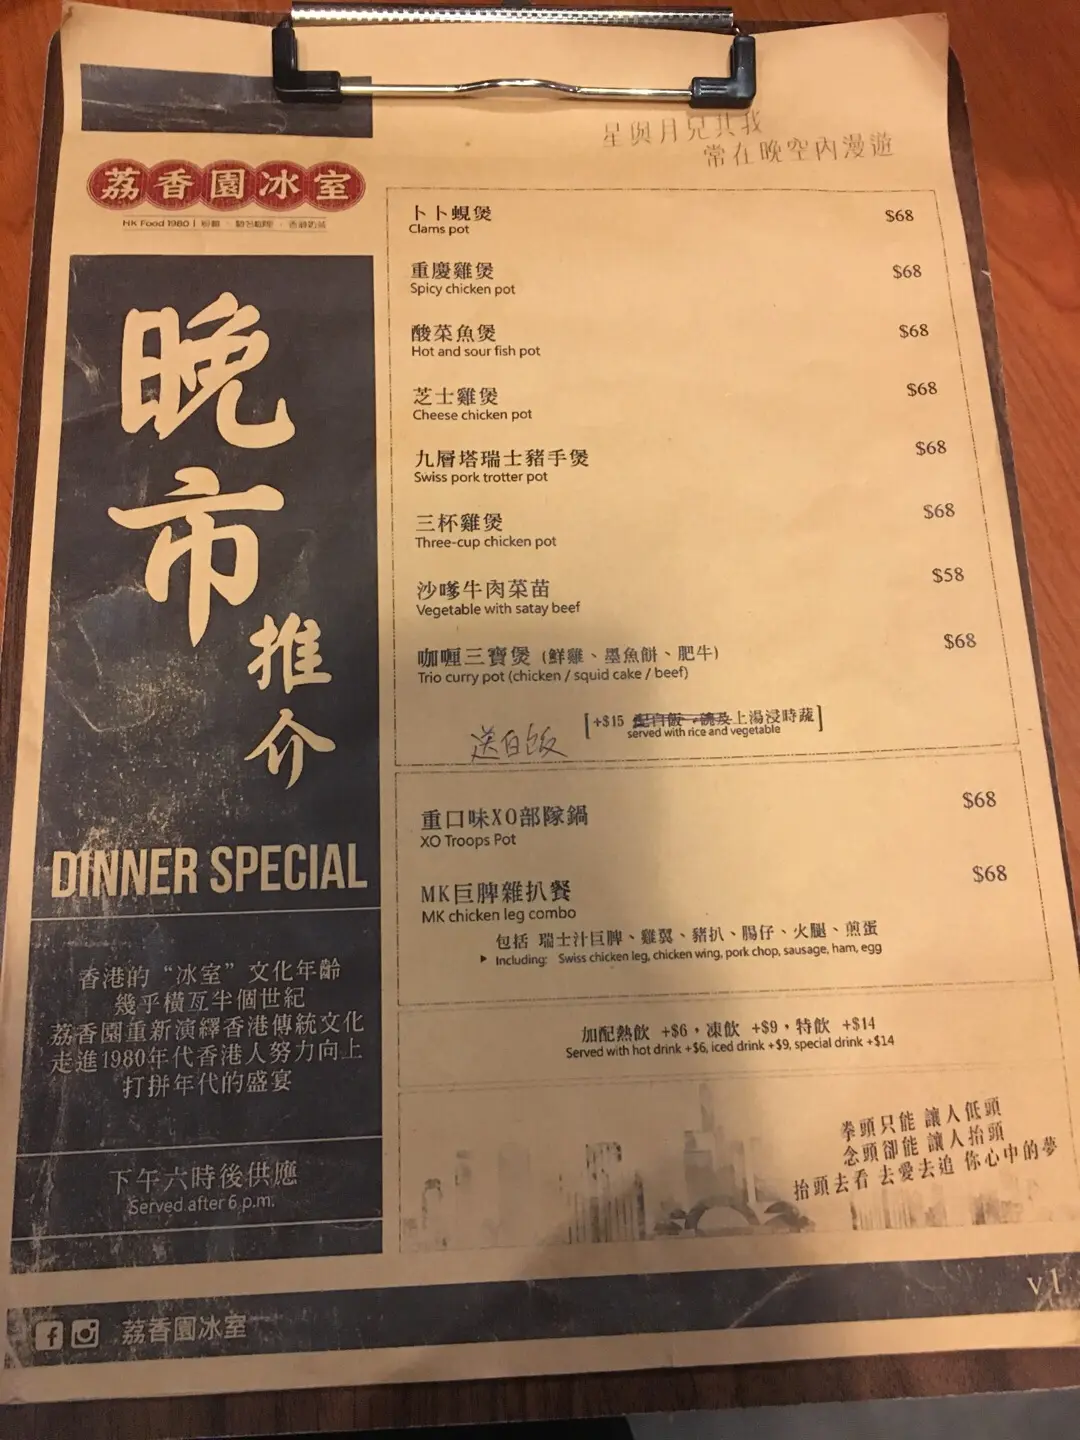 星與月兒共我
常在晚空內漫遊
荔香園冰室
HK Food 1980
晚市推介
DINNER SPECIAL
香港的“冰室”文化年齡
幾乎橫亙半個世紀
荔香園重新演繹香港傳統文化
走進1980年代香港人努力向上
打拼年代的盛宴
下午六時後供應
Served after 6 p.m.
卜卜蜆煲 $68
Clams pot
重慶雞煲 $68
Spicy chicken pot
酸菜魚煲 $68
Hot and sour fish pot
芝士雞煲 $68
Cheese chicken pot
九層塔瑞士豬手煲 $68
Swiss pork trotter pot
三杯雞煲 $68
Three-cup chicken pot
沙嗲牛肉菜苗 $58
Vegetable with satay beef
咖喱三寶煲 (鮮雞、墨魚餅、肥牛) $68
Trio curry pot (chicken / squid cake / beef)
[+$15 上湯浸時蔬]
served with rice and vegetable
送白飯
重口味XO部隊鍋 $68
XO Troops Pot
MK巨脾雜扒餐 $68
MK chicken leg combo
包括 瑞士汁巨脾、雞翼、豬扒、腸仔、火腿、煎蛋
Including: Swiss chicken leg, chicken wing, pork chop, sausage, ham, egg
加配熱飲 +$6，凍飲 +$9，特飲 +$14
Served with hot drink +$6, iced drink +$9, special drink +$14
拳頭只能 讓人低頭
念頭卻能 讓人抬頭
抬頭去看 去愛去追 你心中的夢
v1
荔香園冰室